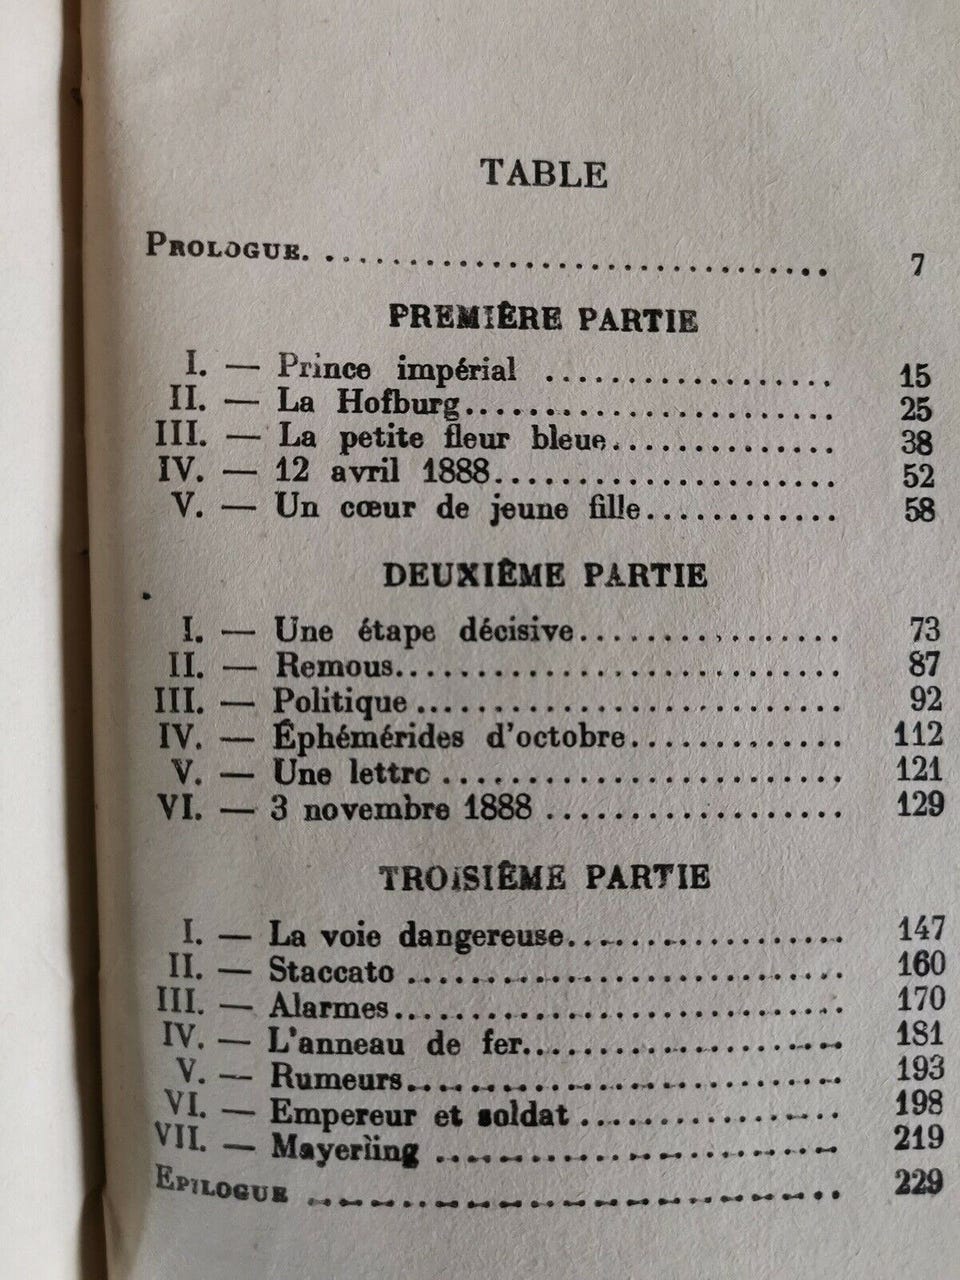 TABLE
PROLOGUE. ............................... 7
PREMIÈRE PARTIE
I. — Prince impérial .................. 15
II. — La Hofburg....................... 25
III. — La petite fleur bleue............. 38
IV. — 12 avril 1888..................... 52
V. — Un cœur de jeune fille............ 58
DEUXIÈME PARTIE
I. — Une étape décisive................ 73
II. — Remous........................... 87
III. — Politique ......................... 92
IV. — Éphémérides d'octobre............. 112
V. — Une lettre ........................ 121
VI. — 3 novembre 1888 .................. 129
TROISIÈME PARTIE
I. — La voie dangereuse................. 147
II. — Staccato .......................... 160
III. — Alarmes........................... 170
IV. — L'anneau de fer.................... 181
V. — Rumeurs........................... 193
VI. — Empereur et soldat ................ 198
VII. — Mayerling ........................ 219
EPILOGUE ............................... 229